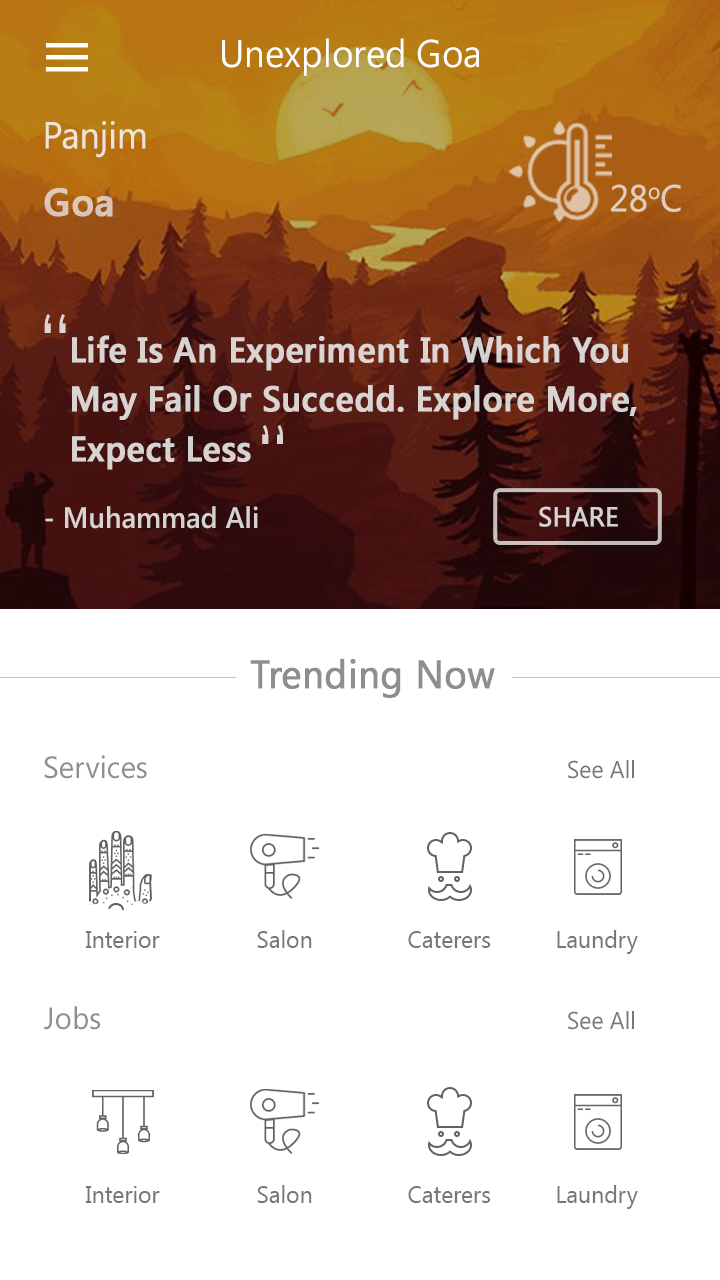 Unexplored Goa
Panjim
Goa
28ºC
“Life Is An Experiment In Which You
May Fail Or Succedd. Explore More,
Expect Less"
- Muhammad Ali
SHARE
Trending Now
Services
See All
Interior
Salon
Caterers
Laundry
Jobs
See All
Interior
Salon
Caterers
Laundry